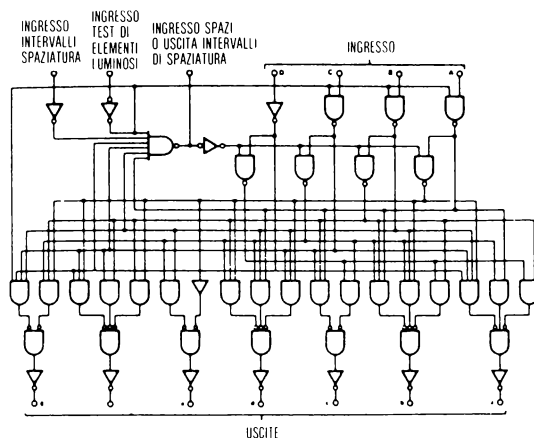 INGRESSO
INTERVALLI
SPAZIATURA
INGRESSO
TEST DI
ELEMENTI
LUMINOSI
INGRESSO SPAZI
O USCITA INTERVALLI
DI SPAZIATURA
INGRESSO
D C B A
USCITE